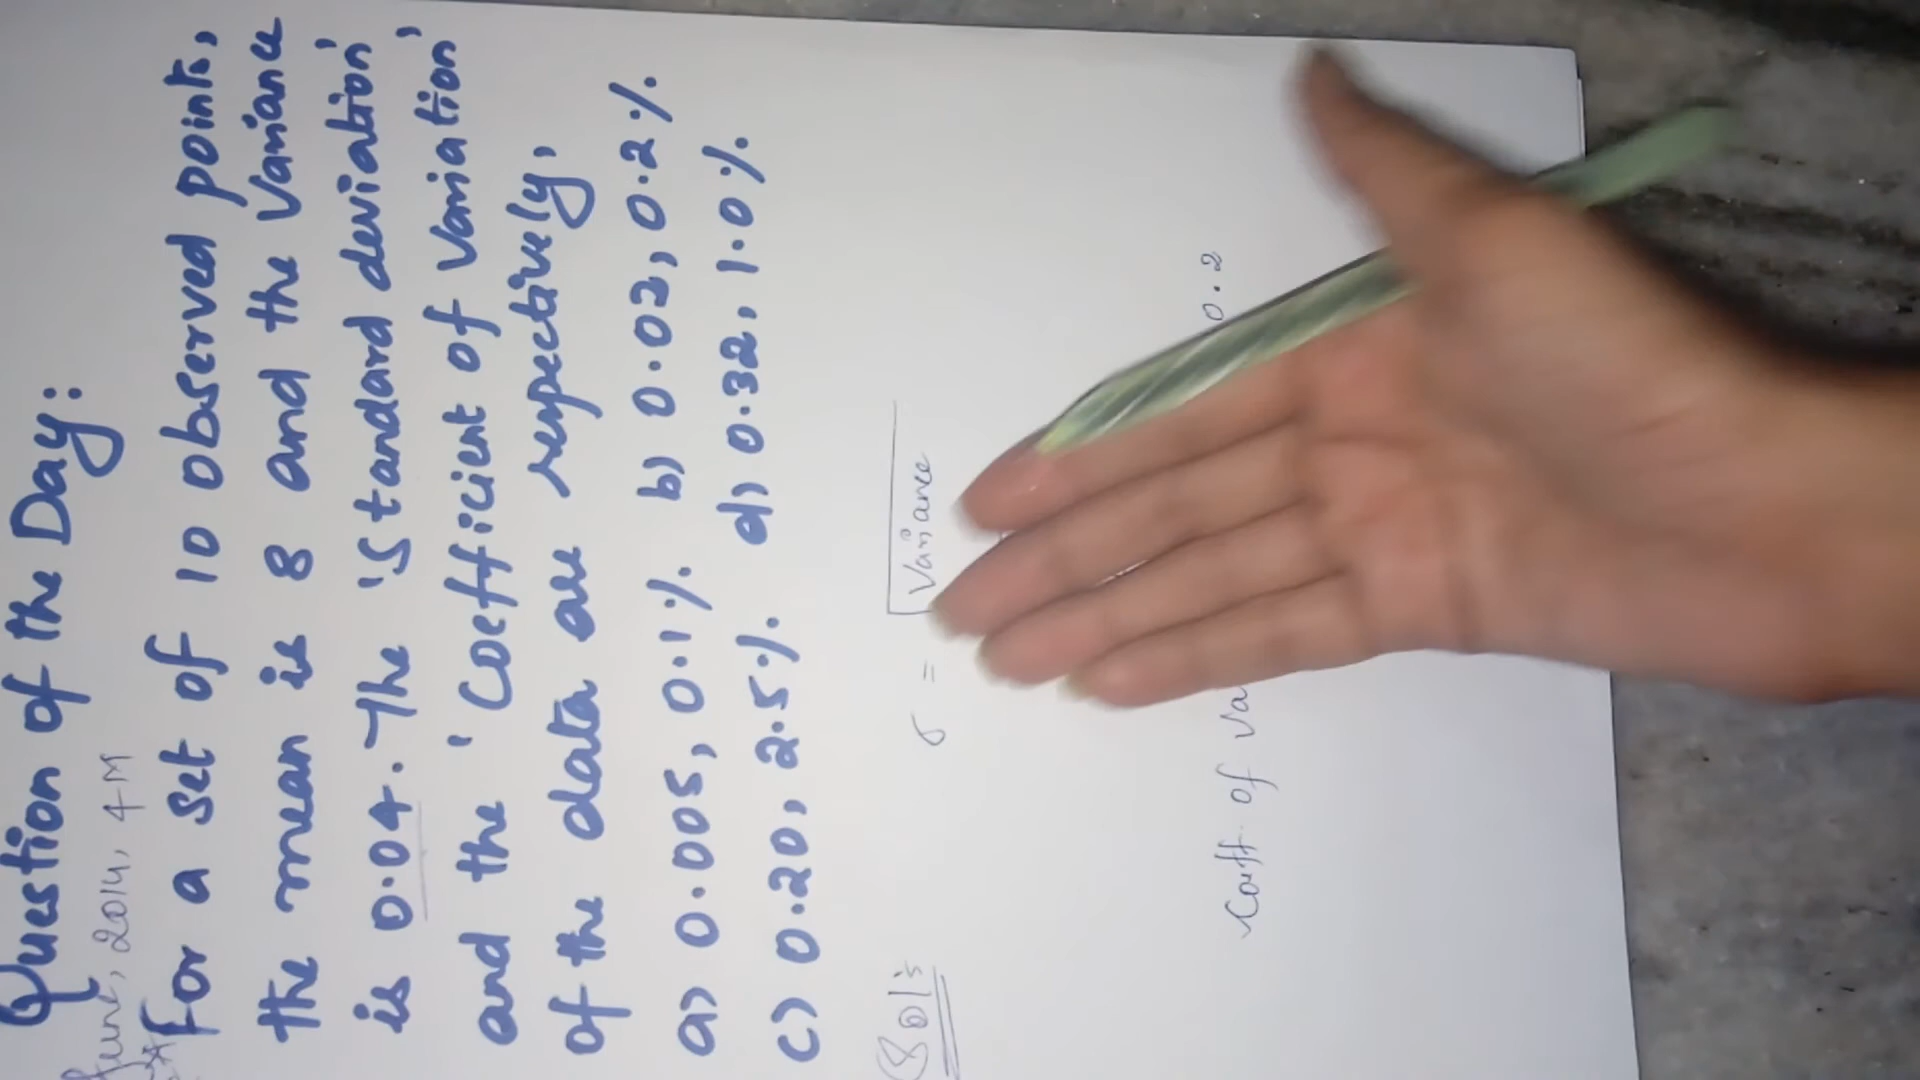 Question of the Day:
June, 2014, 4M
For a set of 10 observed points,
the mean is 8 and the Variance
is 0.04. The 'Standard deviation'
and the 'Coefficient of Variation'
of the data are respectively,
a) 0.005, 0.1% b) 0.02, 0.2%
c) 0.20, 2.5% d) 0.32, 1.0%
Sol:
σ = √Variance
Coff. of
0.2